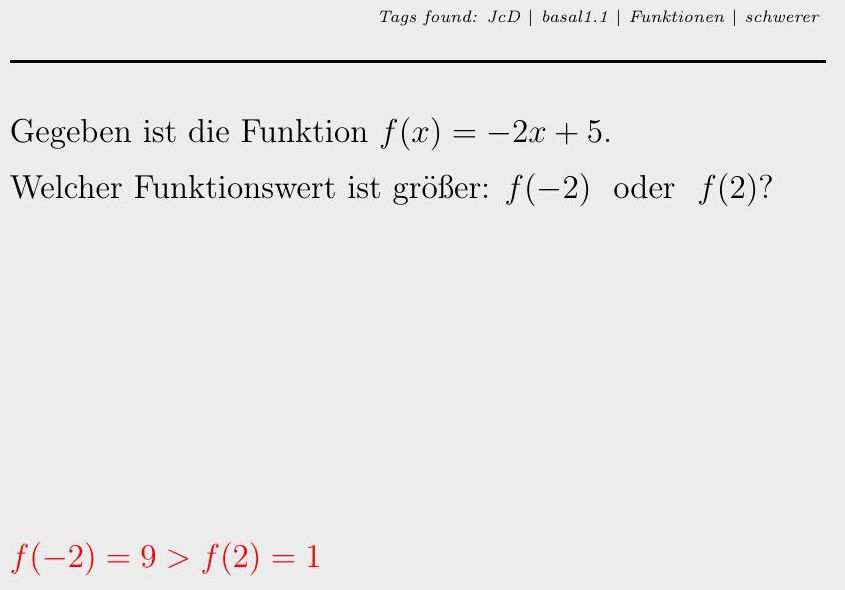 Tags found: JcD | basal1.1 | Funktionen | schwerer
Gegeben ist die Funktion f(x) = −2x + 5.
Welcher Funktionswert ist größer: f(−2) oder f(2)?
f(−2) = 9 > f(2) = 1